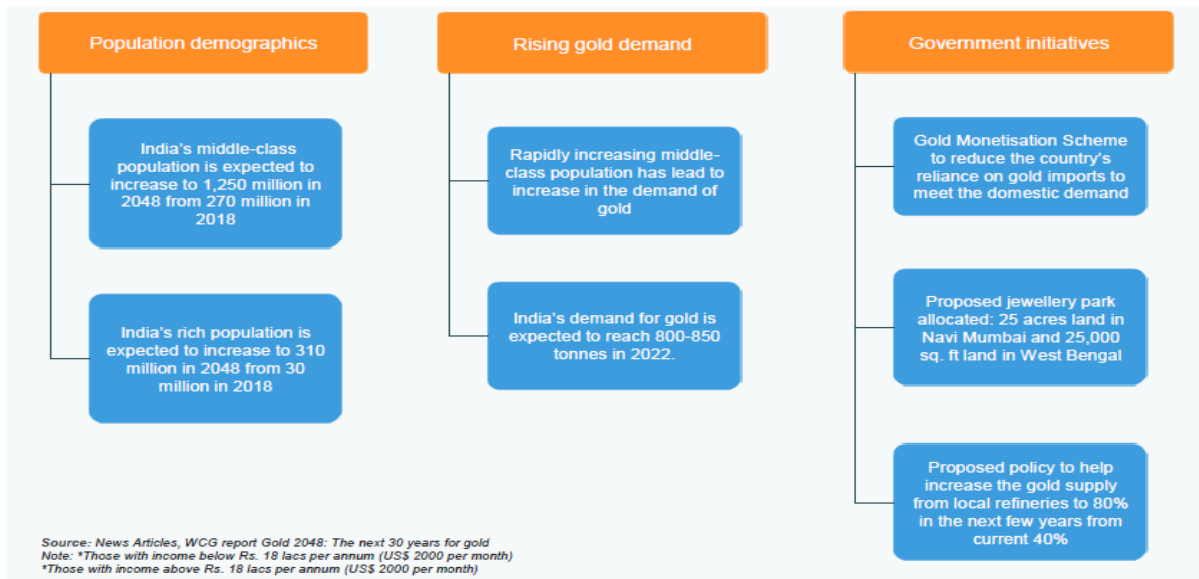 Population demographics
India's middle-class
population is expected to
increase to 1,250 million in
2048 from 270 million in
2018
India's rich population is
expected to increase to 310
million in 2048 from 30
million in 2018
Rising gold demand
Rapidly increasing middle-
class population has lead to
increase in the demand of
gold
India's demand for gold is
expected to reach 800-850
tonnes in 2022.
Government initiatives
Gold Monetisation Scheme
to reduce the country's
reliance on gold imports to
meet the domestic demand
Proposed jewellery park
allocated: 25 acres land in
Navi Mumbai and 25,000
sq. ft land in West Bengal
Proposed policy to help
increase the gold supply
from local refineries to 80%
in the next few years from
current 40%
Source: News Articles, WCG report Gold 2048: The next 30 years for gold
Note: *Those with income below Rs. 18 lacs per annum (US$ 2000 per month)
*Those with income above Rs. 18 lacs per annum (US$ 2000 per month)